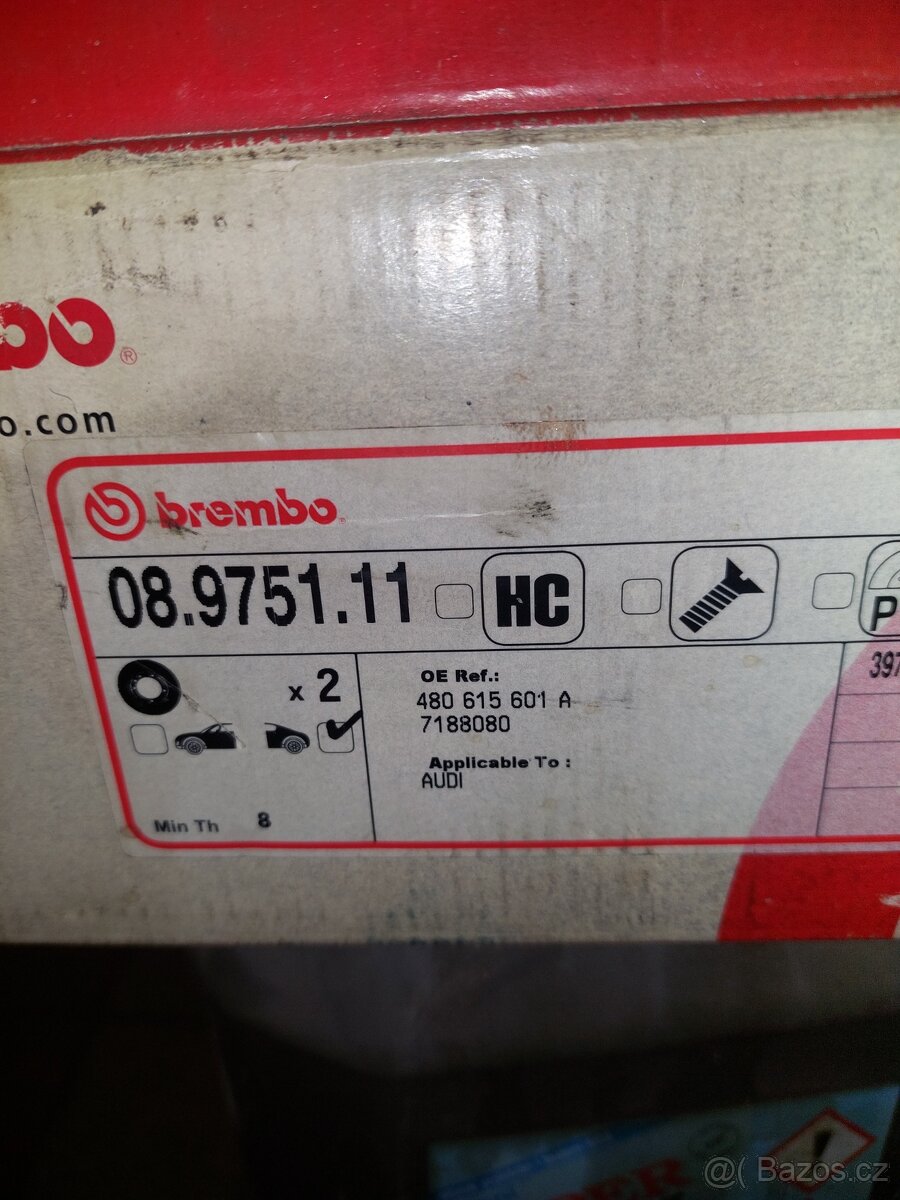 bo®
o.com
brembo
08.9751.11
HC
P
x 2
OE Ref.:
480 615 601 A
7188080
397
Applicable To :
AUDI
Min Th 8
Bazos.cz